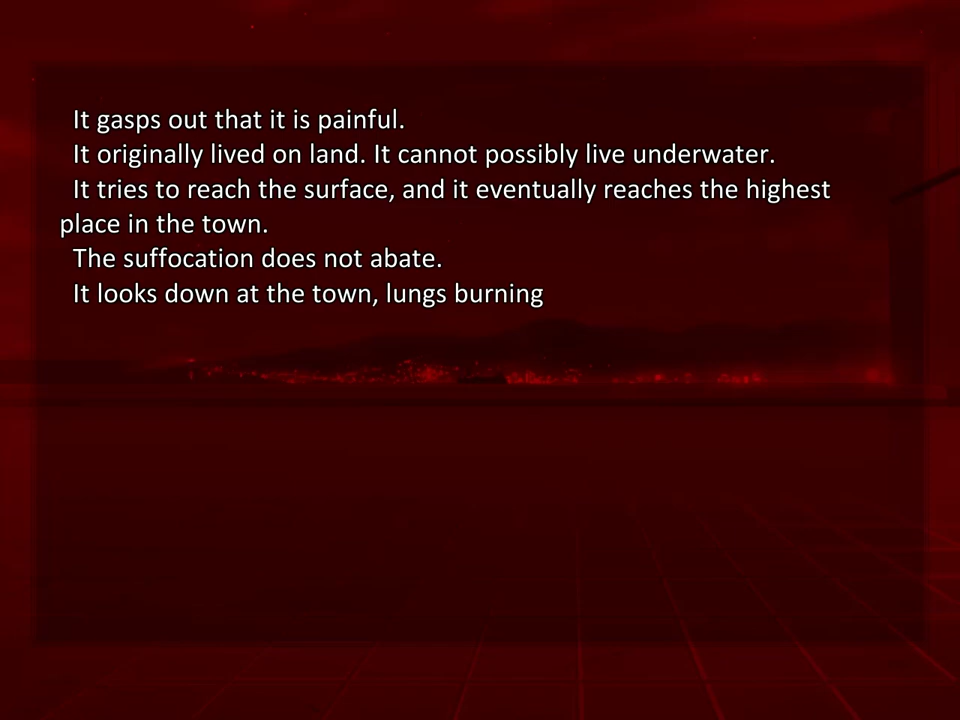 It gasps out that it is painful.
It originally lived on land. It cannot possibly live underwater.
It tries to reach the surface, and it eventually reaches the highest
place in the town.
The suffocation does not abate.
It looks down at the town, lungs burning